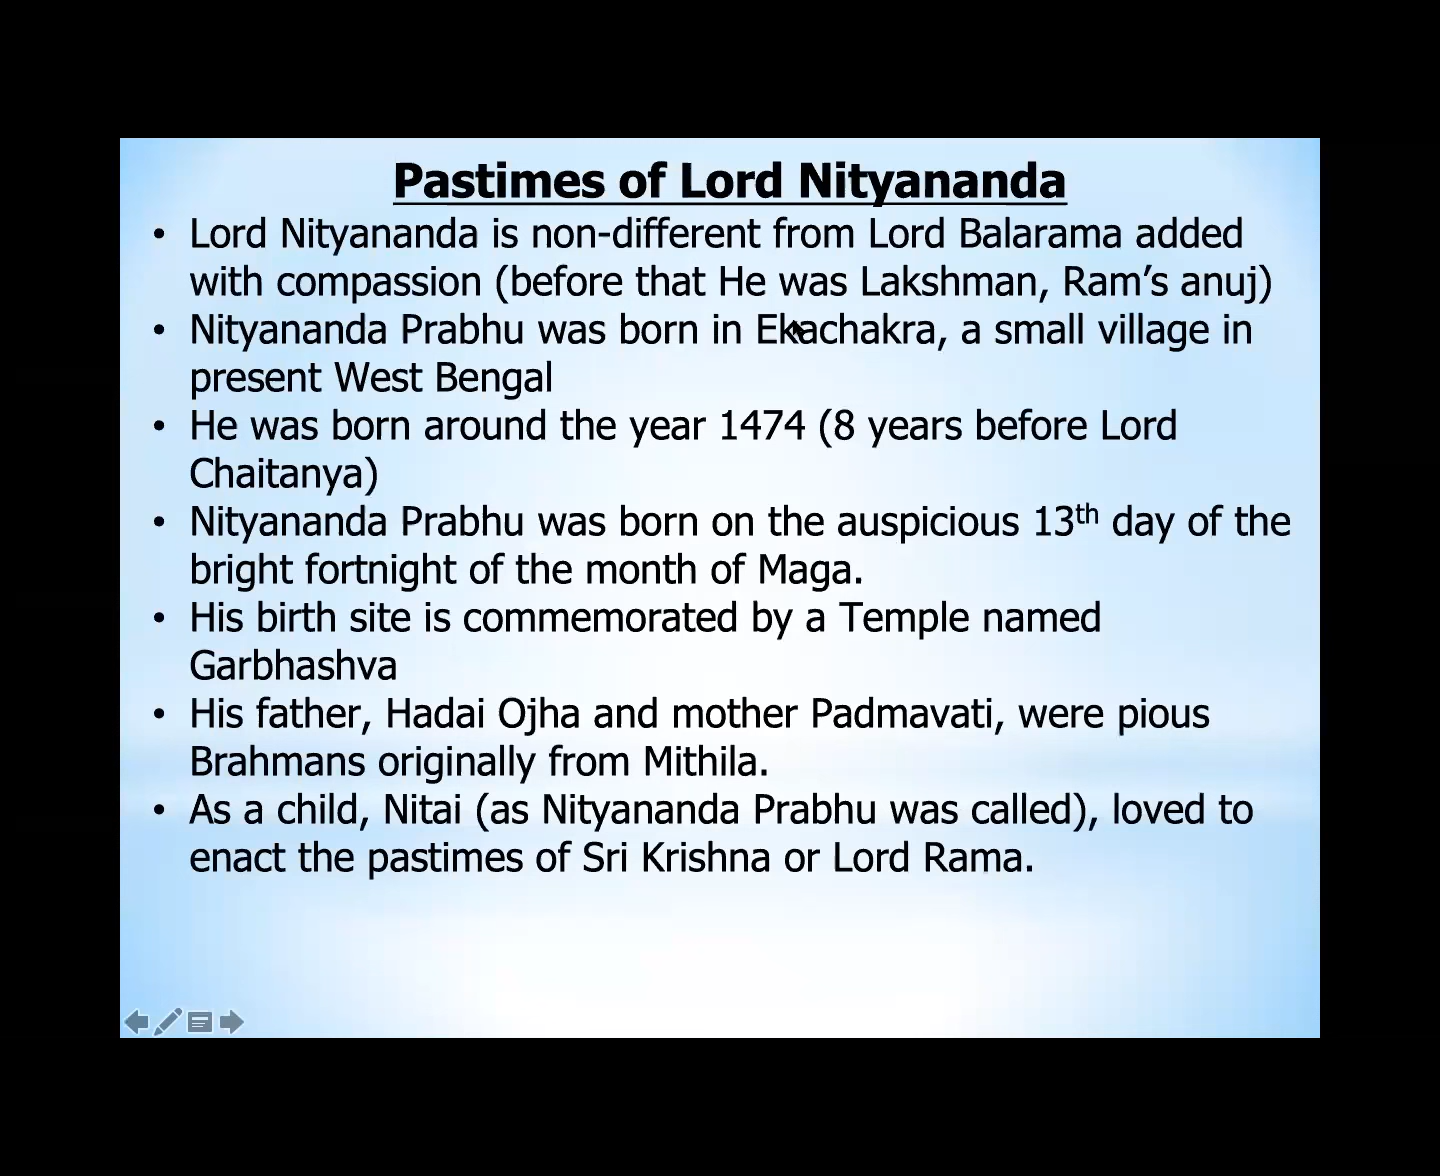 Pastimes of Lord Nityananda
• Lord Nityananda is non-different from Lord Balarama added
with compassion (before that He was Lakshman, Ram’s anuj)
• Nityananda Prabhu was born in Ekachakra, a small village in
present West Bengal
• He was born around the year 1474 (8 years before Lord
Chaitanya)
• Nityananda Prabhu was born on the auspicious 13th day of the
bright fortnight of the month of Maga.
• His birth site is commemorated by a Temple named
Garbhashva
• His father, Hadai Ojha and mother Padmavati, were pious
Brahmans originally from Mithila.
• As a child, Nitai (as Nityananda Prabhu was called), loved to
enact the pastimes of Sri Krishna or Lord Rama.